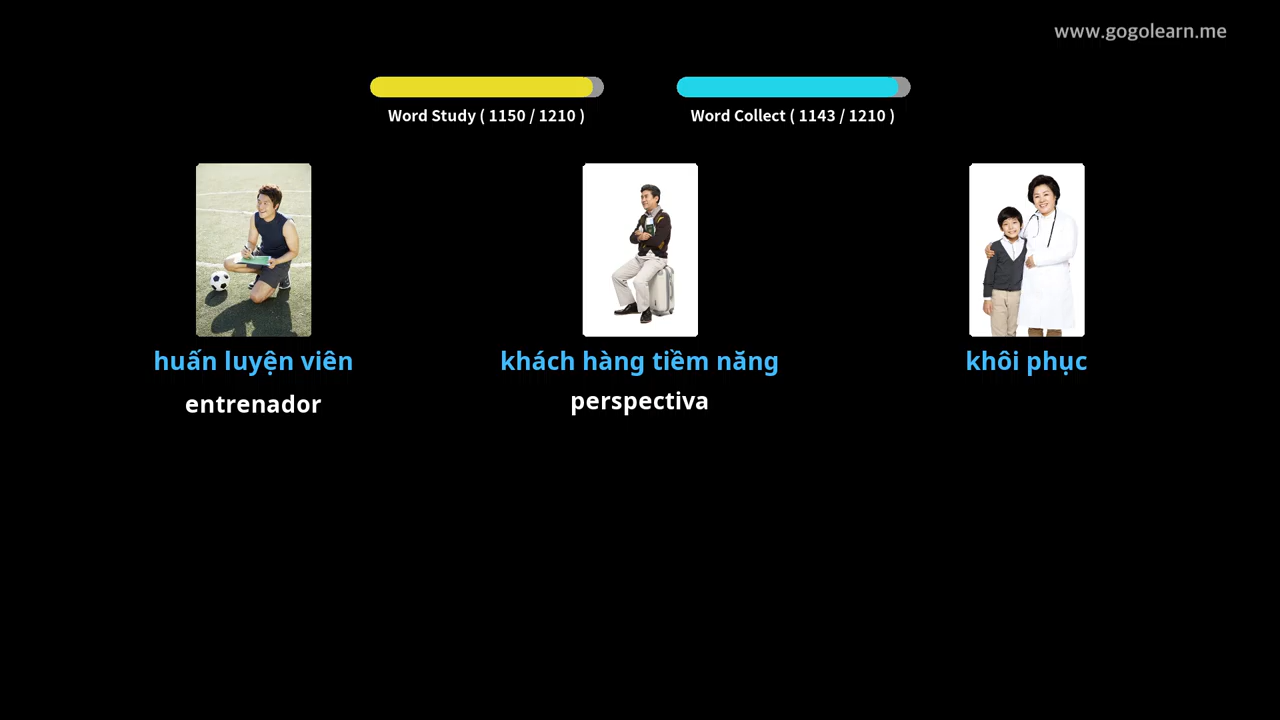 www.gogolearn.me
Word Study ( 1150 / 1210 )
Word Collect ( 1143 / 1210 )
huấn luyện viên
khách hàng tiềm năng
khôi phục
entrenador
perspectiva